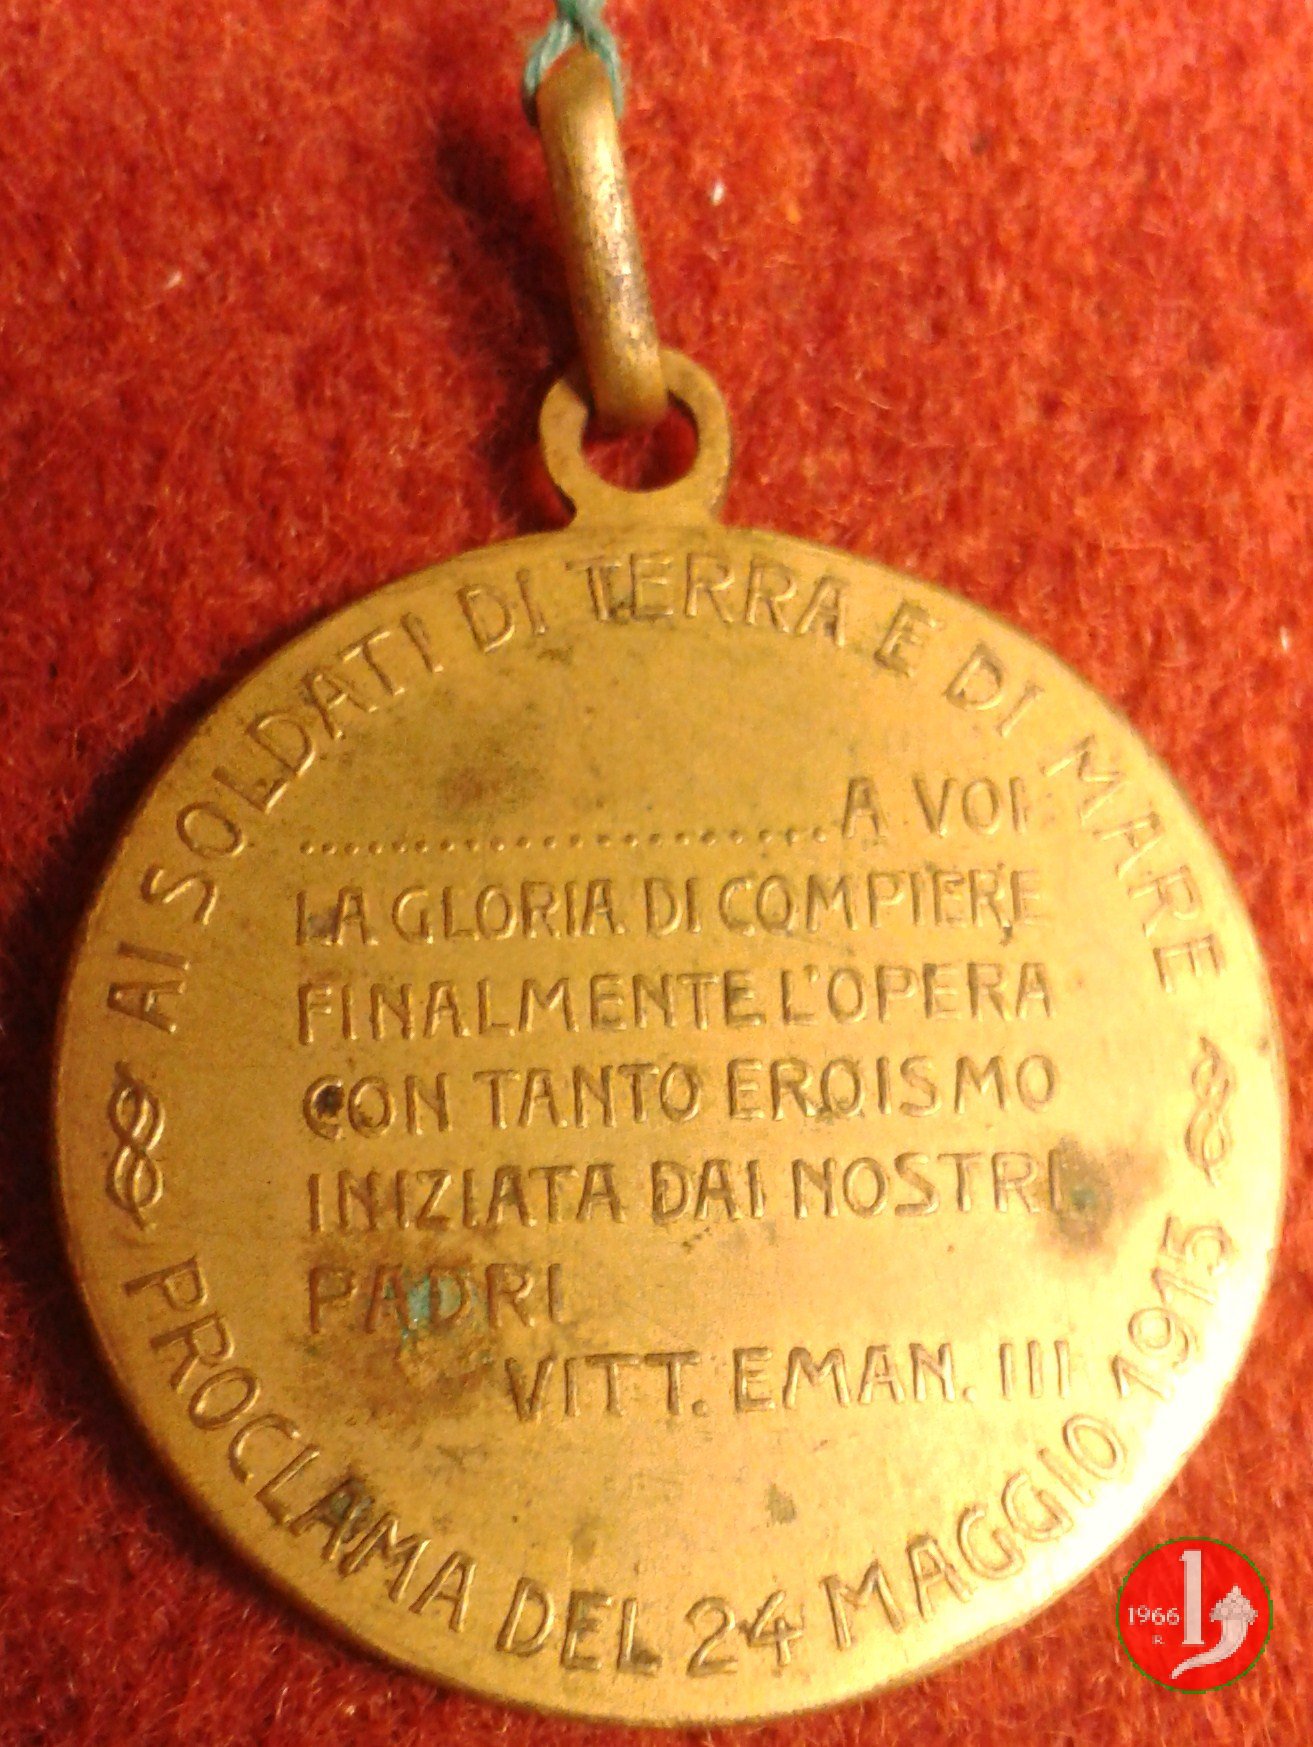 AI SOLDATI DI TERRA E DI MARE
......................A VOI
LA GLORIA DI COMPIERE
FINALMENTE L'OPERA
CON TANTO EROISMO
INIZIATA DAI NOSTRI
PADRI
VITT. EMAN. III
PROCLAMA DEL 24 MAGGIO 1915
1966
R.